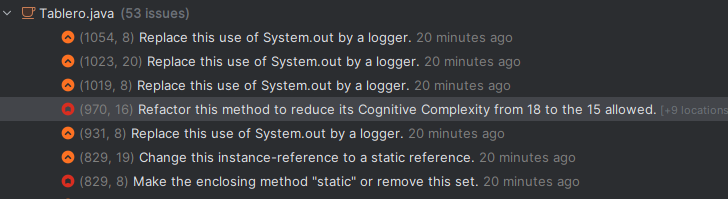 Tablero.java (53 issues)
(1054, 8) Replace this use of System.out by a logger. 20 minutes ago
(1023, 20) Replace this use of System.out by a logger. 20 minutes ago
(1019, 8) Replace this use of System.out by a logger. 20 minutes ago
(970, 16) Refactor this method to reduce its Cognitive Complexity from 18 to the 15 allowed. [+9 locations
(931, 8) Replace this use of System.out by a logger. 20 minutes ago
(829, 19) Change this instance-reference to a static reference. 20 minutes ago
(829, 8) Make the enclosing method "static" or remove this set. 20 minutes ago